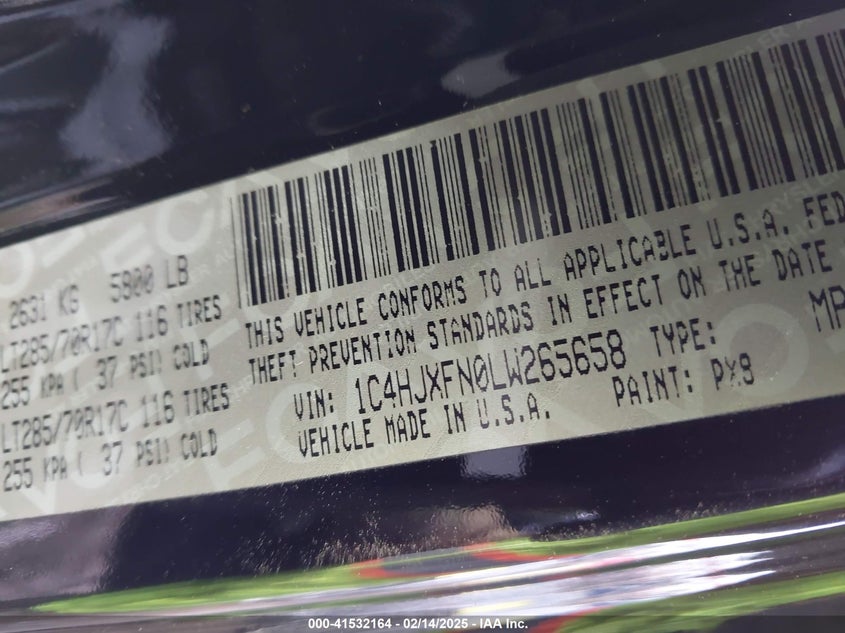 2631 KG 5800 LB
LT285/70R17C 116 TIRES
255 KPA ( 37 PSI) COLD
LT285/70R17C 116 TIRES
255 KPA ( 37 PSI) COLD
THIS VEHICLE CONFORMS TO ALL APPLICABLE U.S.A. FED
THEFT PREVENTION STANDARDS IN EFFECT ON THE DATE
VIN: 1C4HJXFN0LW265658 TYPE: MP
VEHICLE MADE IN U.S.A. PAINT: PX8
000-41532164 - 02/14/2025 - IAA Inc.